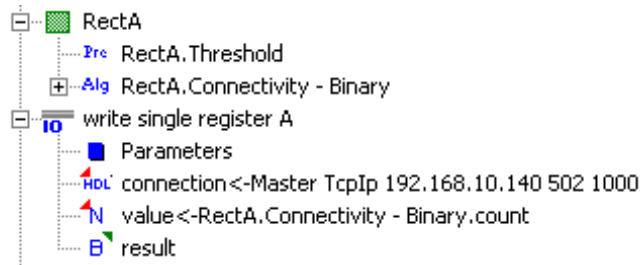 RectA
Pre RectA.Threshold
Alg RectA.Connectivity - Binary
IO write single register A
Parameters
HDL connection<-Master TcpIp 192.168.10.140 502 1000
N value<-RectA.Connectivity - Binary.count
B result